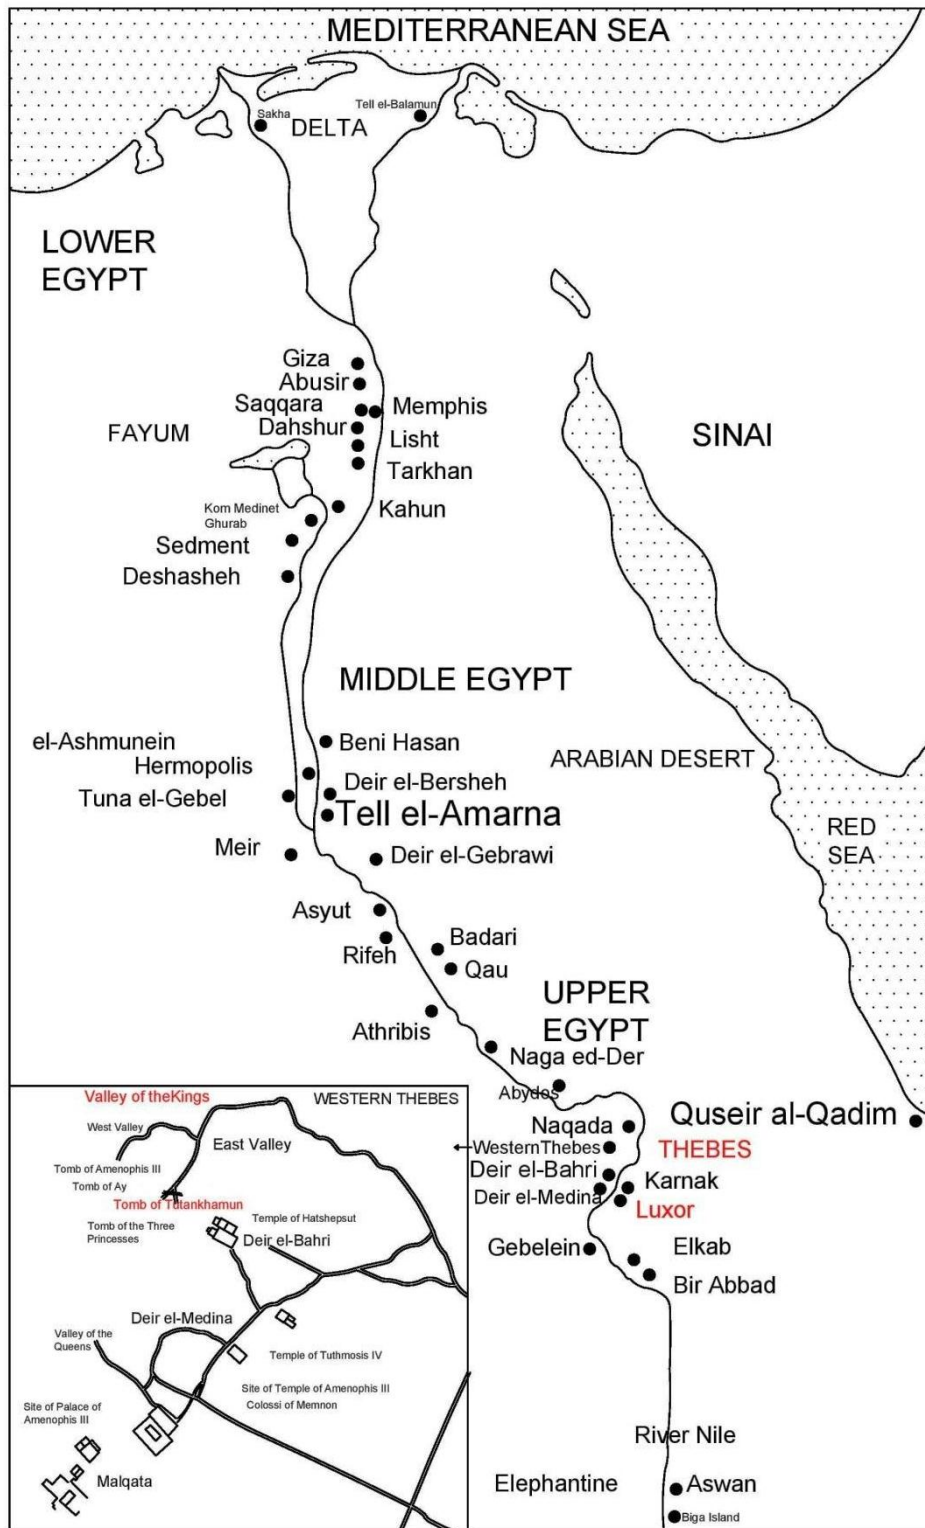 MEDITERRANEAN SEA
Sakha
Tell el-Balamun
DELTA
LOWER
EGYPT
Giza
Abusir
Saqqara
Memphis
Dahshur
Lisht
Tarkhan
FAYUM
SINAI
Kahun
Kom Medinet
Ghurab
Sedment
Deshasheh
MIDDLE EGYPT
el-Ashmunein
Hermopolis
Beni Hasan
ARABIAN DESERT
Tuna el-Gebel
Deir el-Bersheh
Tell el-Amarna
RED
SEA
Meir
Deir el-Gebrawi
Asyut
Rifeh
Badari
Qau
UPPER
EGYPT
Athribis
Naga ed-Der
Abydos
Naqada
Quseir al-Qadim
WesternThebes
THEBES
Deir el-Bahri
Deir el-Medina
Karnak
Luxor
Gebelein
Elkab
Bir Abbad
River Nile
Elephantine
Aswan
Biga Island
Valley of theKings
WESTERN THEBES
West Valley
East Valley
Tomb of Amenophis III
Tomb of Ay
Tomb of Tutankhamun
Tomb of the Three
Princesses
Temple of Hatshepsut
Deir el-Bahri
Deir el-Medina
Valley of the
Queens
Temple of Tuthmosis IV
Site of Temple of Amenophis III
Colossi of Memnon
Site of Palace of
Amenophis III
Malqata